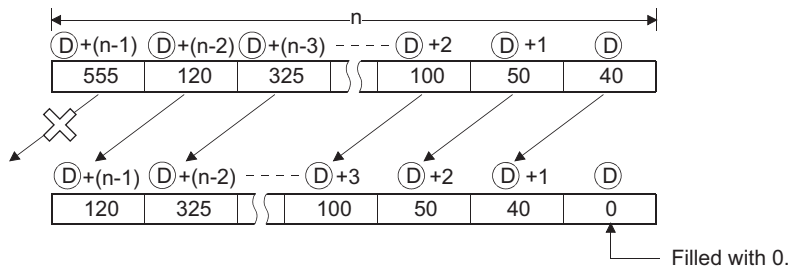 n
D+(n-1) D+(n-2) D+(n-3) D+2 D+1 D
555 120 325 100 50 40
D+(n-1) D+(n-2) D+3 D+2 D+1 D
120 325 100 50 40 0
Filled with 0.